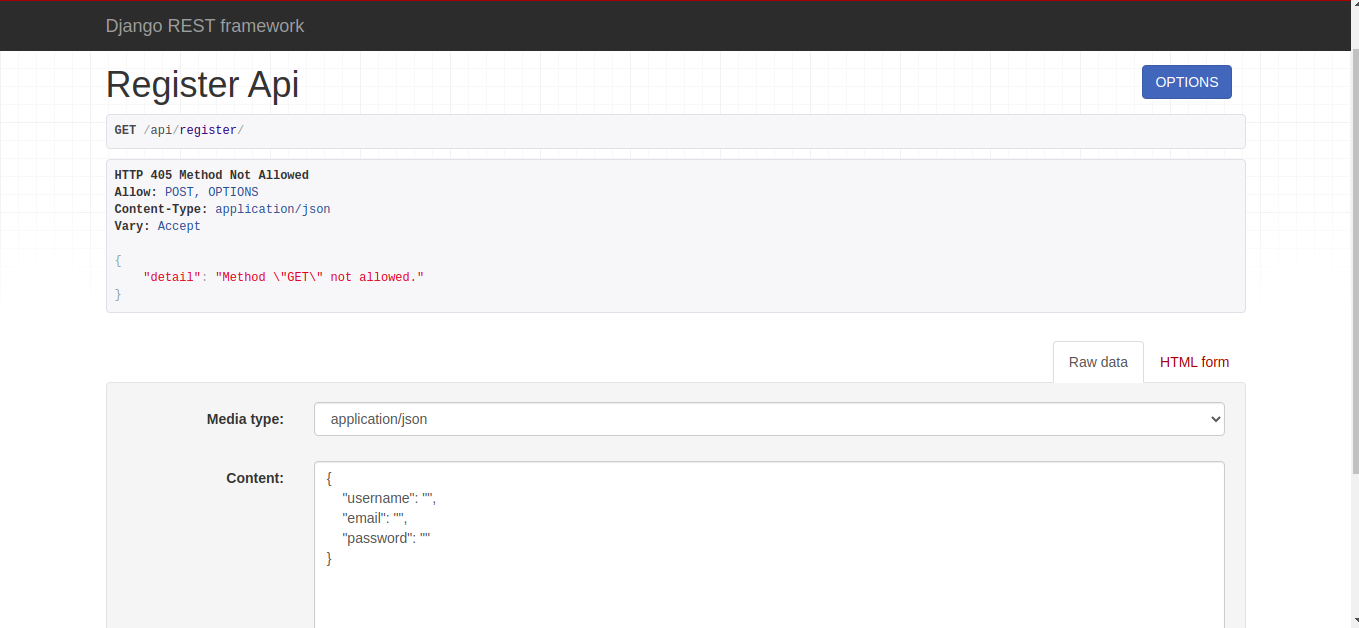 Django REST framework
Register Api
OPTIONS
GET /api/register/
HTTP 405 Method Not Allowed
Allow: POST, OPTIONS
Content-Type: application/json
Vary: Accept
{
    "detail": "Method \"GET\" not allowed."
}
Raw data HTML form
Media type: application/json
Content: {
    "username": "",
    "email": "",
    "password": ""
}